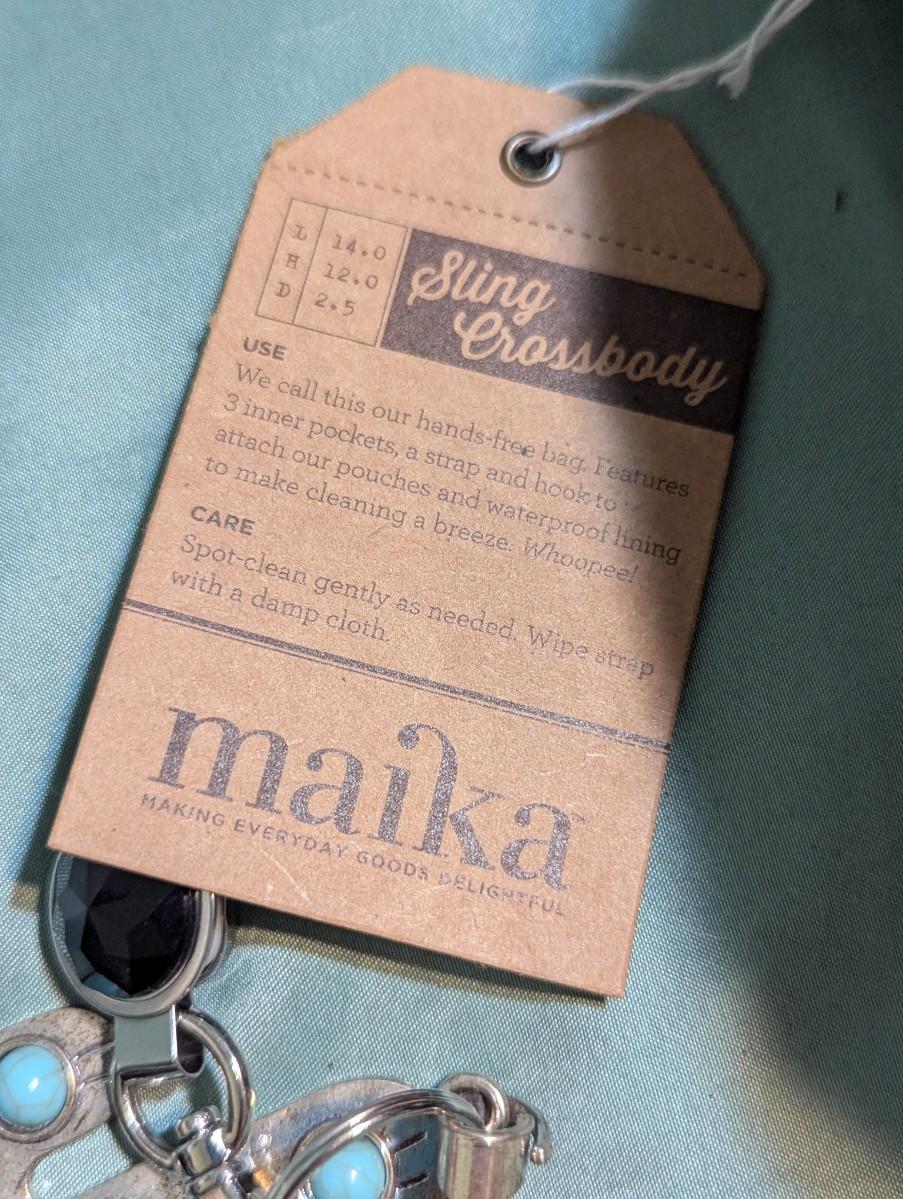 L 14.0
H 12.0
D 2.5
Sling
Crossbody
USE
We call this our hands-free bag. Features
3 inner pockets, a strap and hook to
attach our pouches and waterproof lining
to make cleaning a breeze. Whoopee!
CARE
Spot-clean gently as needed. Wipe strap
with a damp cloth.
maika
MAKING EVERYDAY GOODS DELIGHTFUL